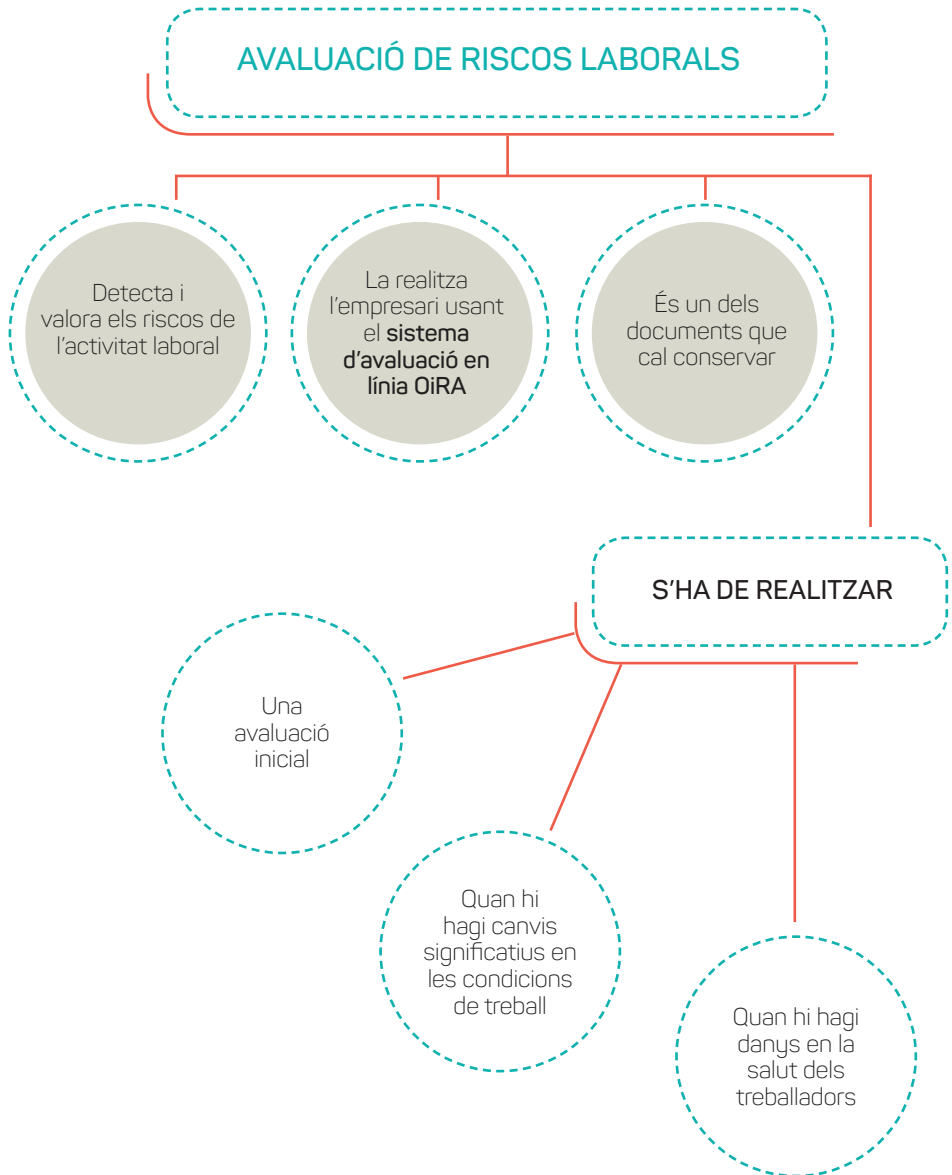 AVALUACIÓ DE RISCOS LABORALS
Detecta i
valora els riscos de
l'activitat laboral
La realitza
l'empresari usant
el sistema
d'avaluació en
línia OiRA
És un dels
documents que
cal conservar
S'HA DE REALITZAR
Una
avaluació
inicial
Quan hi
hagi canvis
significatius en
les condicions
de treball
Quan hi hagi
danys en la
salut dels
treballadors